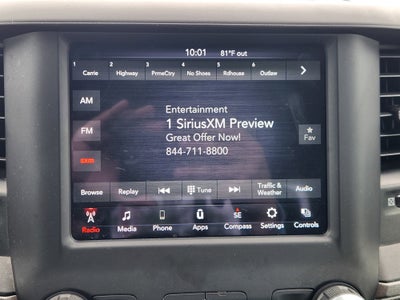 10:01 81°F out
1 2 3 4 5 6
Carrie Highway PrmeCtry No Shoes Rdhouse Outlaw
AM
Entertainment
1 SiriusXM Preview
FM
Great Offer Now!
Fav
844-711-8800
sxm
Browse Replay Tune Traffic & Weather Audio
SE
Radio Media Phone Apps Compass Settings Controls